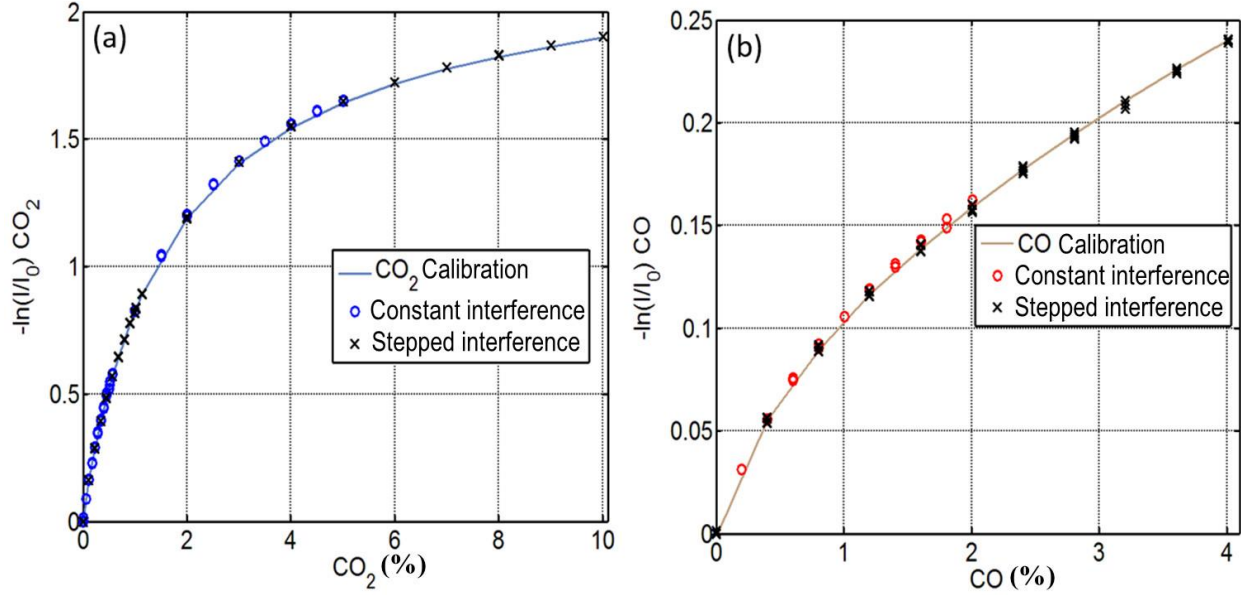 (a)
2
1.5
1
0.5
0
-ln(I/I0) CO2
CO2 Calibration
Constant interference
Stepped interference
0 2 4 6 8 10
CO2 (%)
(b)
0.25
0.2
0.15
0.1
0.05
0
-ln(I/I0) CO
CO Calibration
Constant interference
Stepped interference
0 1 2 3 4
CO (%)